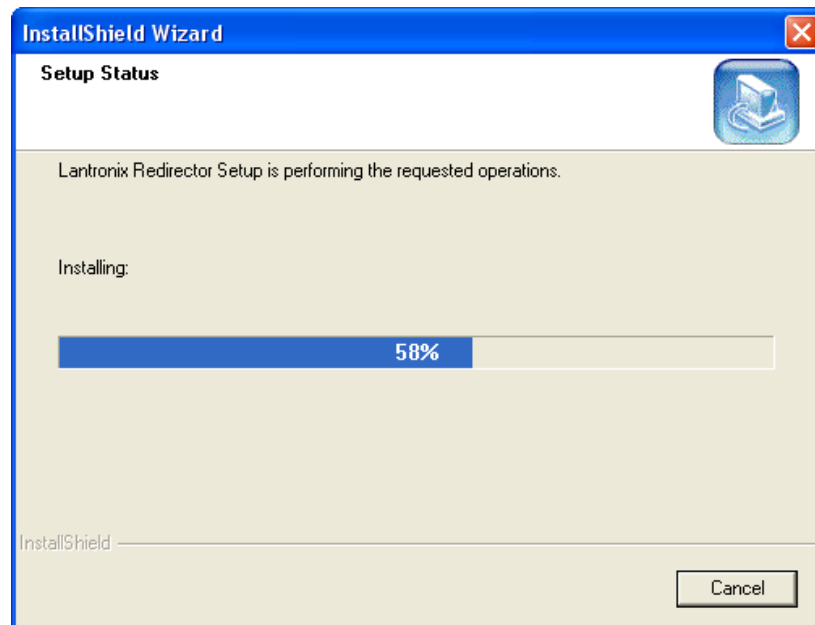 InstallShield Wizard
Setup Status
Lantronix Redirector Setup is performing the requested operations.
Installing:
58%
InstallShield
Cancel